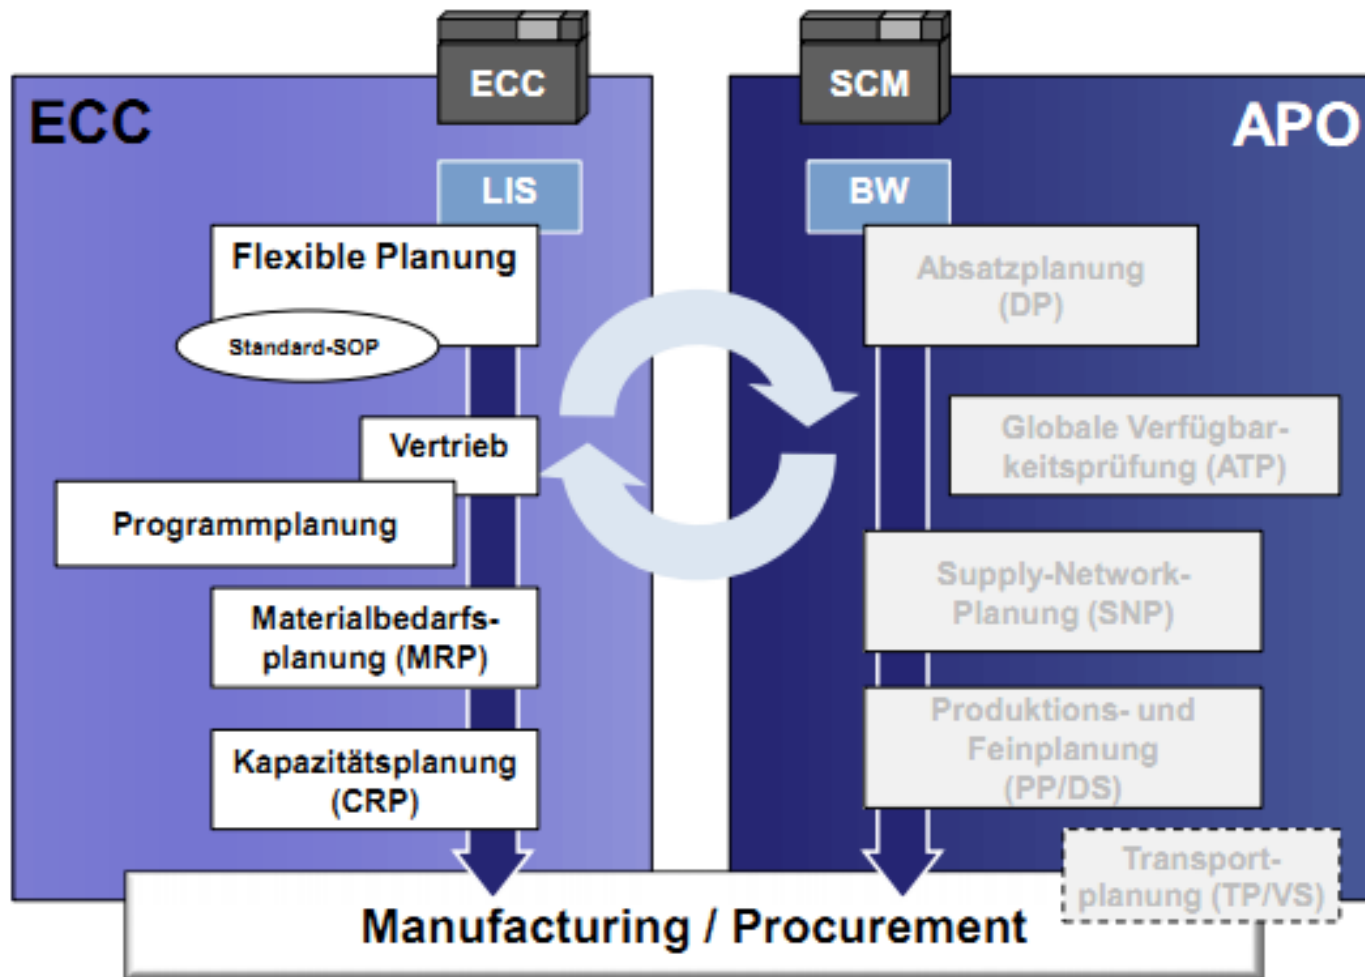 ECC
SCM
ECC
APO
LIS
BW
Flexible Planung
Standard-SOP
Absatzplanung
(DP)
Vertrieb
Globale Verfügbar-
keitsprüfung (ATP)
Programmplanung
Supply-Network-
Planung (SNP)
Materialbedarfs-
planung (MRP)
Produktions- und
Feinplanung
(PP/DS)
Kapazitätsplanung
(CRP)
Transport-
planung (TP/VS)
Manufacturing / Procurement